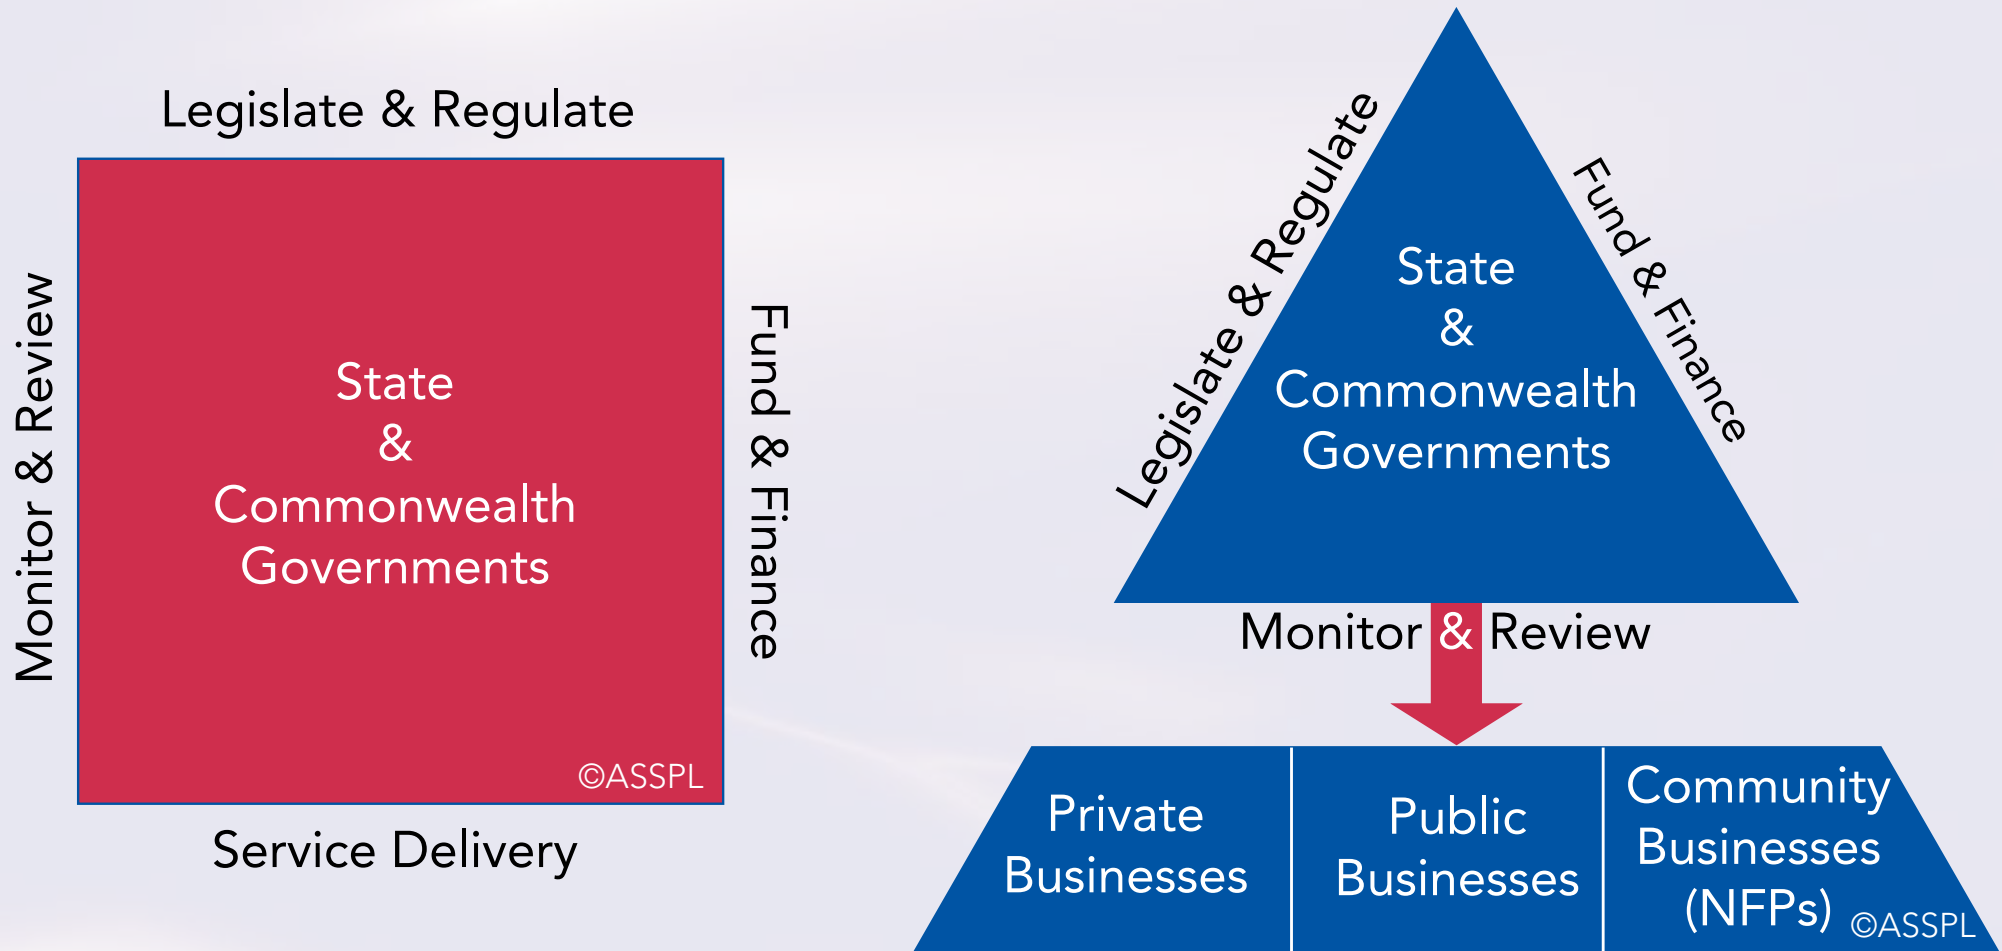 Legislate & Regulate
Monitor & Review
State
&
Commonwealth
Governments
Fund & Finance
©ASSPL
Service Delivery
Legislate & Regulate
Fund & Finance
State
&
Commonwealth
Governments
Monitor & Review
Private
Businesses
Public
Businesses
Community
Businesses
(NFPs)
©ASSPL